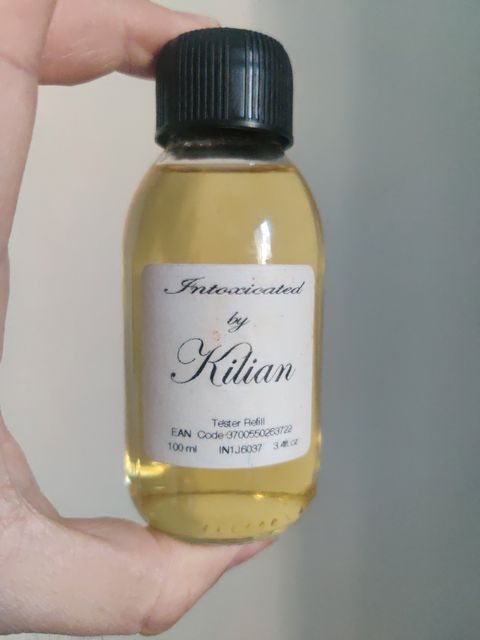 Intoxicated
by
Kilian
Tester Refill
EAN Code 3700550263722
100 ml IN1J6037 3.4fl. oz